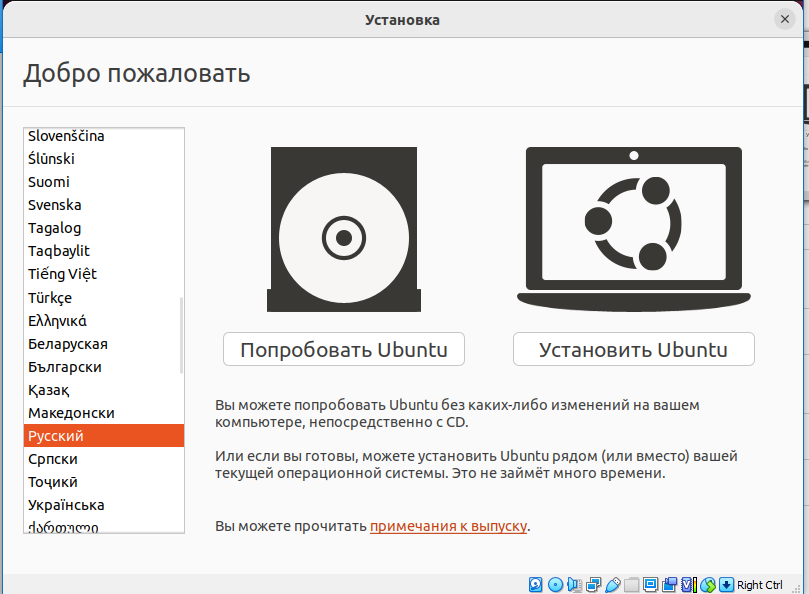 Установка
Добро пожаловать
Slovenščina
Ślůnski
Suomi
Svenska
Tagalog
Taqbaylit
Tiếng Việt
Türkçe
Ελληνικά
Беларуская
Български
Қазақ
Македонски
Русский
Српски
Тоҷикӣ
Українська
ქართული
Попробовать Ubuntu
Установить Ubuntu
Вы можете попробовать Ubuntu без каких-либо изменений на вашем
компьютере, непосредственно с CD.
Или если вы готовы, можете установить Ubuntu рядом (или вместо) вашей
текущей операционной системы. Это не займёт много времени.
Вы можете прочитать примечания к выпуску.
Right Ctrl